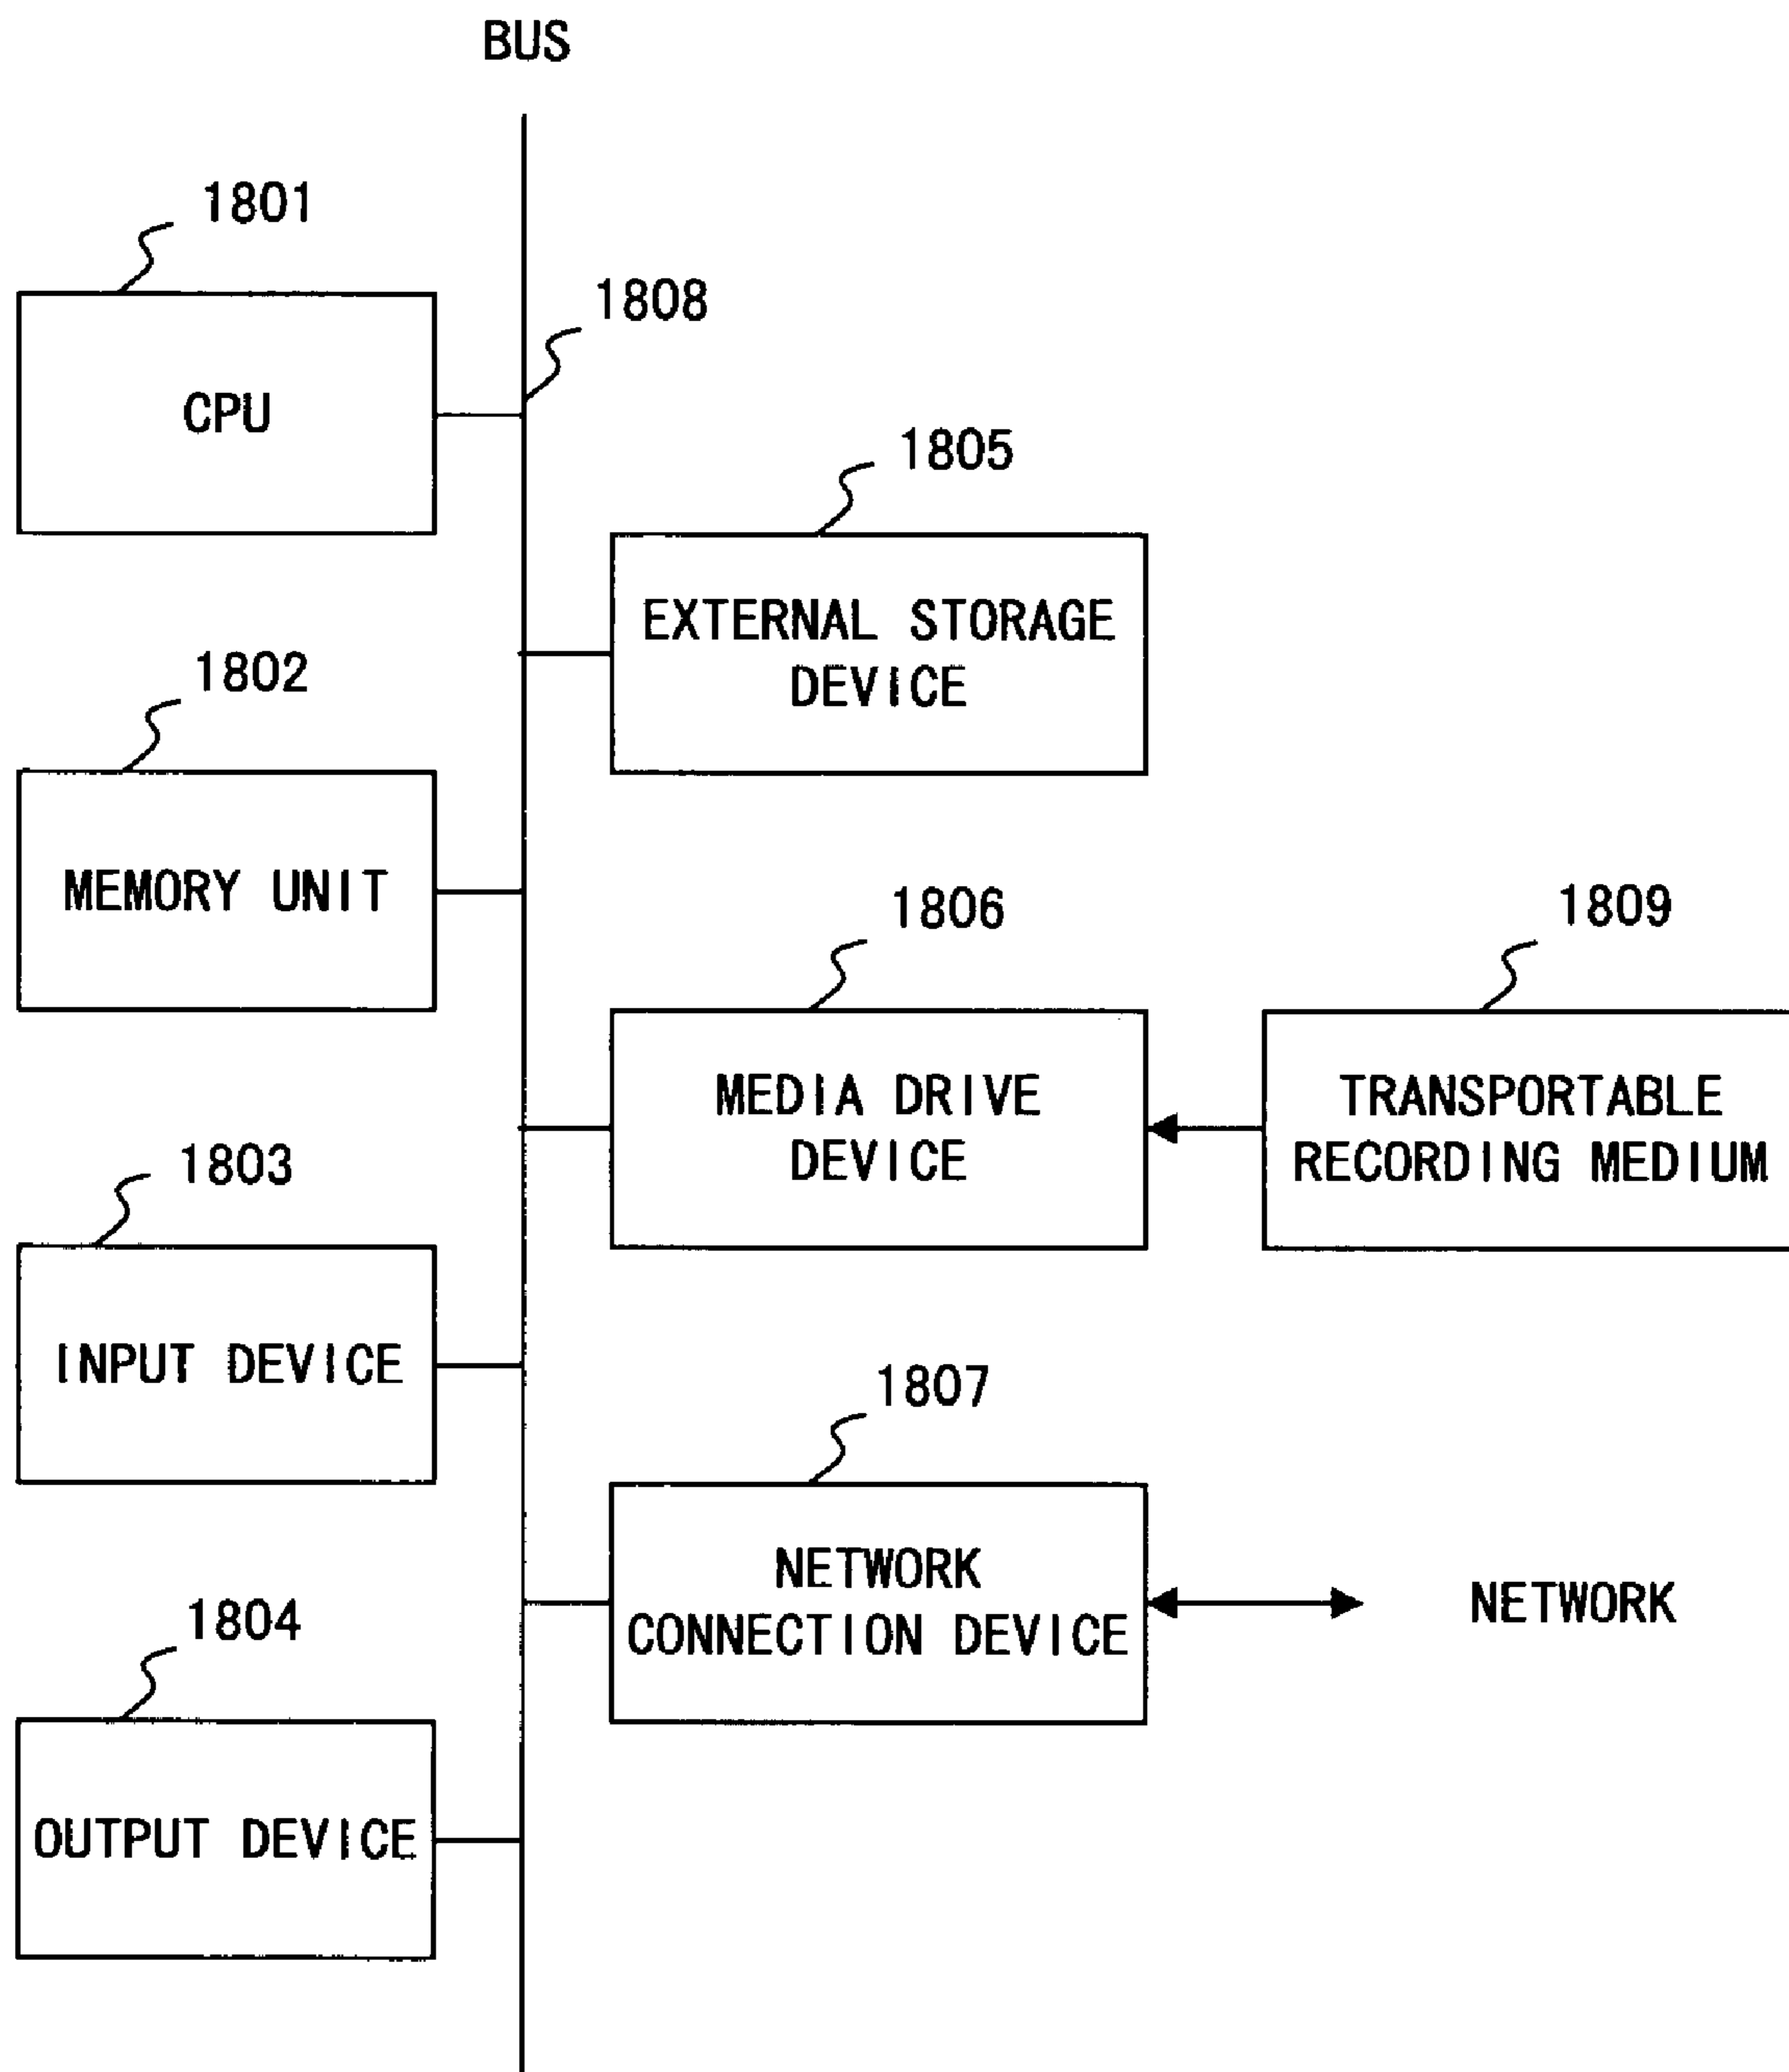 BUS
1801
CPU
1808
1805
EXTERNAL STORAGE
DEVICE
1802
MEMORY UNIT
1806
MEDIA DRIVE
DEVICE
1809
TRANSPORTABLE
RECORDING MEDIUM
1803
INPUT DEVICE
1807
NETWORK
CONNECTION DEVICE
NETWORK
1804
OUTPUT DEVICE